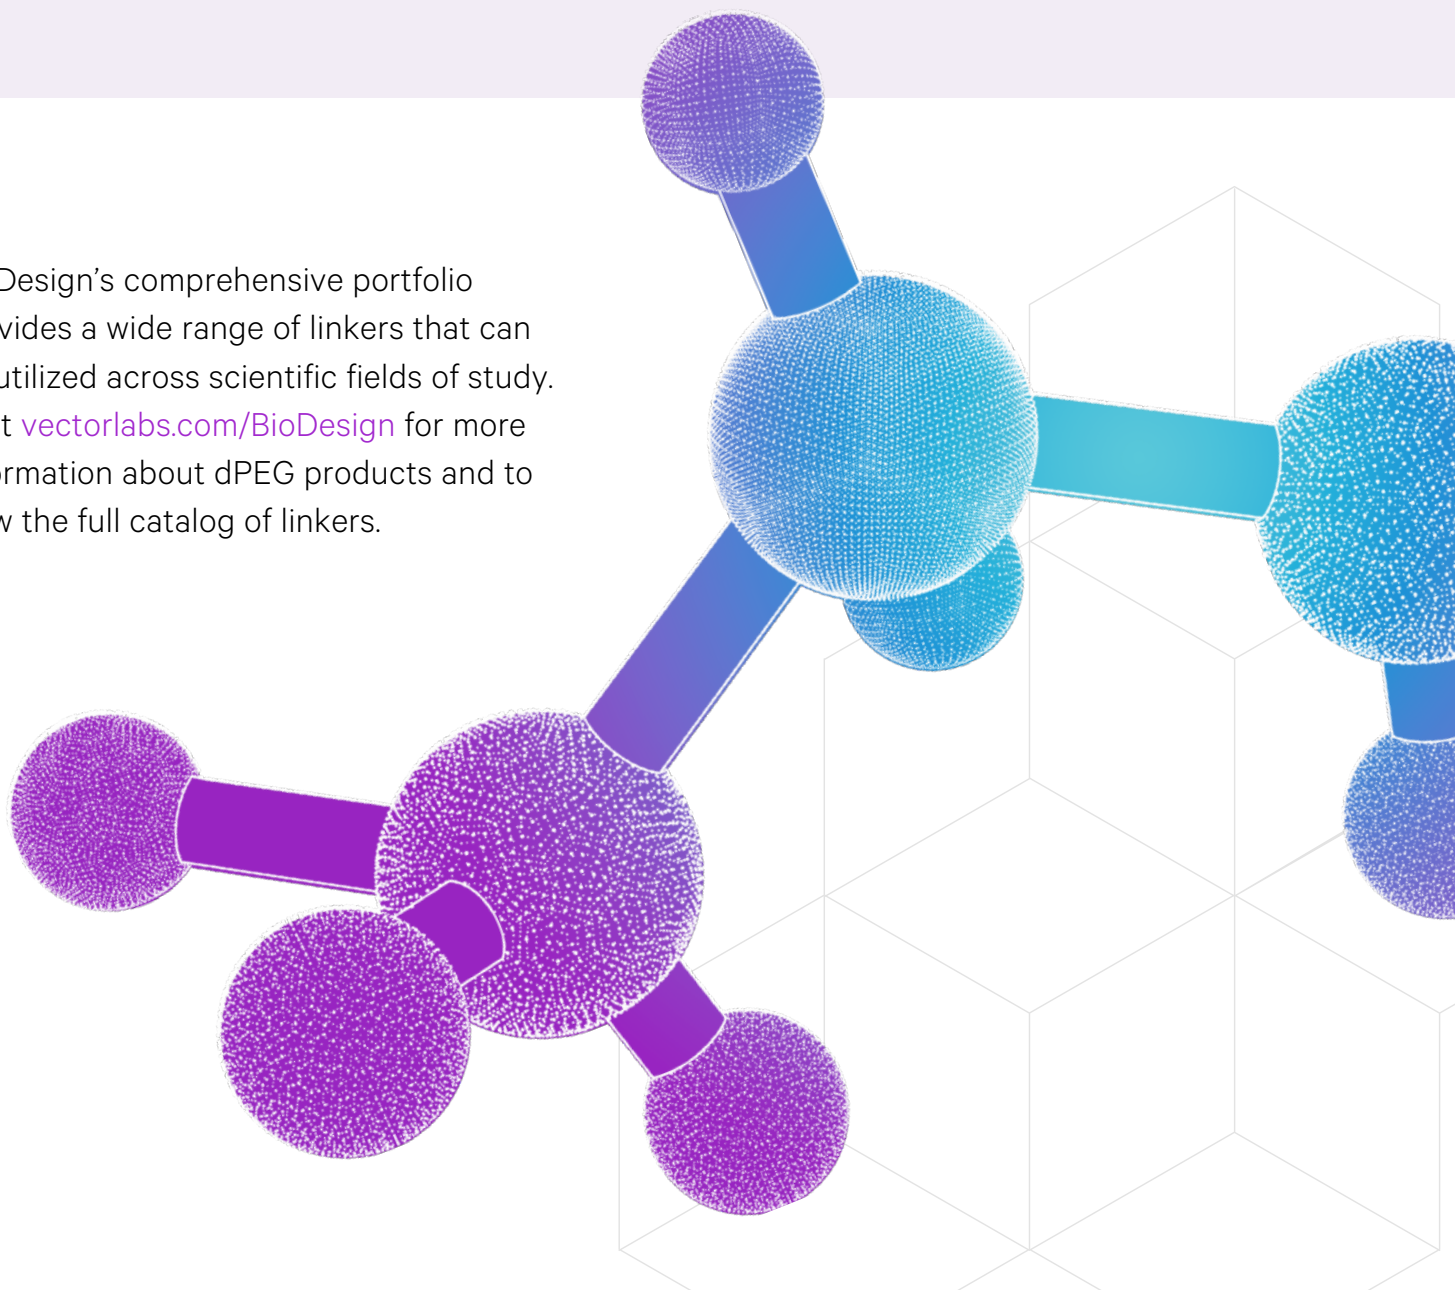 Design’s comprehensive portfolio
vides a wide range of linkers that can
utilized across scientific fields of study.
t vectorlabs.com/BioDesign for more
rmation about dPEG products and to
w the full catalog of linkers.